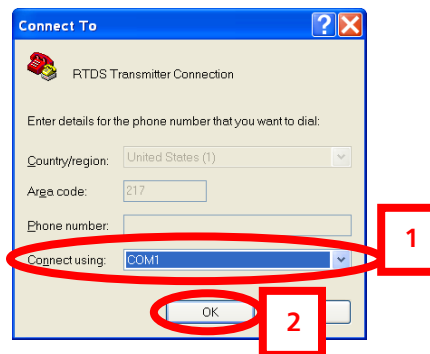 Connect To
RTDS Transmitter Connection
Enter details for the phone number that you want to dial:
Country/region: United States (1)
Area code: 217
Phone number:
Connect using: COM1
1
OK
2